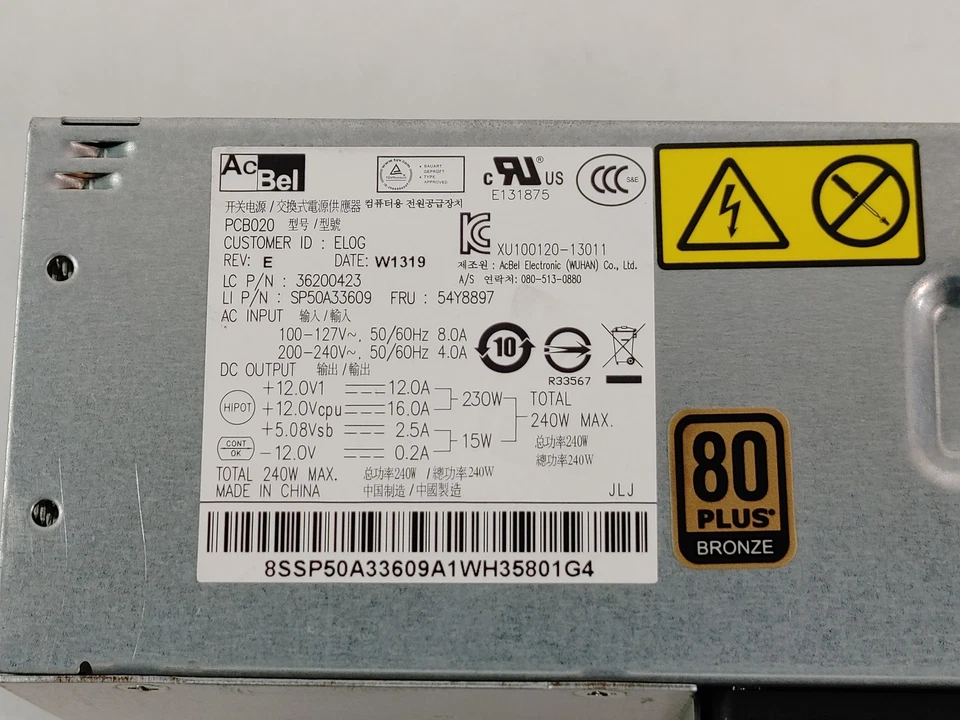 AcBel
BAUART
GEPRÜFT
TYPE
APPROVED
c RU® US
E131875
CCC S&E
开关电源 /交換式電源供應器 컴퓨터용 전원공급장치
PCB020 型号 /型號
CUSTOMER ID : ELOG
REV: E DATE: W1319
KC XU100120-13011
제조원 : AcBel Electronic (WUHAN) Co., Ltd.
A/S 연락처: 080-513-0880
LC P/N : 36200423
LI P/N : SP50A33609 FRU : 54Y8897
AC INPUT 输入 /輸入
100-127V~, 50/60Hz 8.0A
200-240V~, 50/60Hz 4.0A
10
R33567
DC OUTPUT 输出 /輸出
HIPOT
CONT
OK
+12.0V1 12.0A
+12.0Vcpu 16.0A
230W
+5.08Vsb 2.5A
-12.0V 0.2A
15W
TOTAL
240W MAX.
总功率240W
總功率240W
TOTAL 240W MAX. 总功率240W /總功率240W
MADE IN CHINA 中国制造 /中國製造 JLJ
8SSP50A33609A1WH35801G4
80
PLUS®
BRONZE